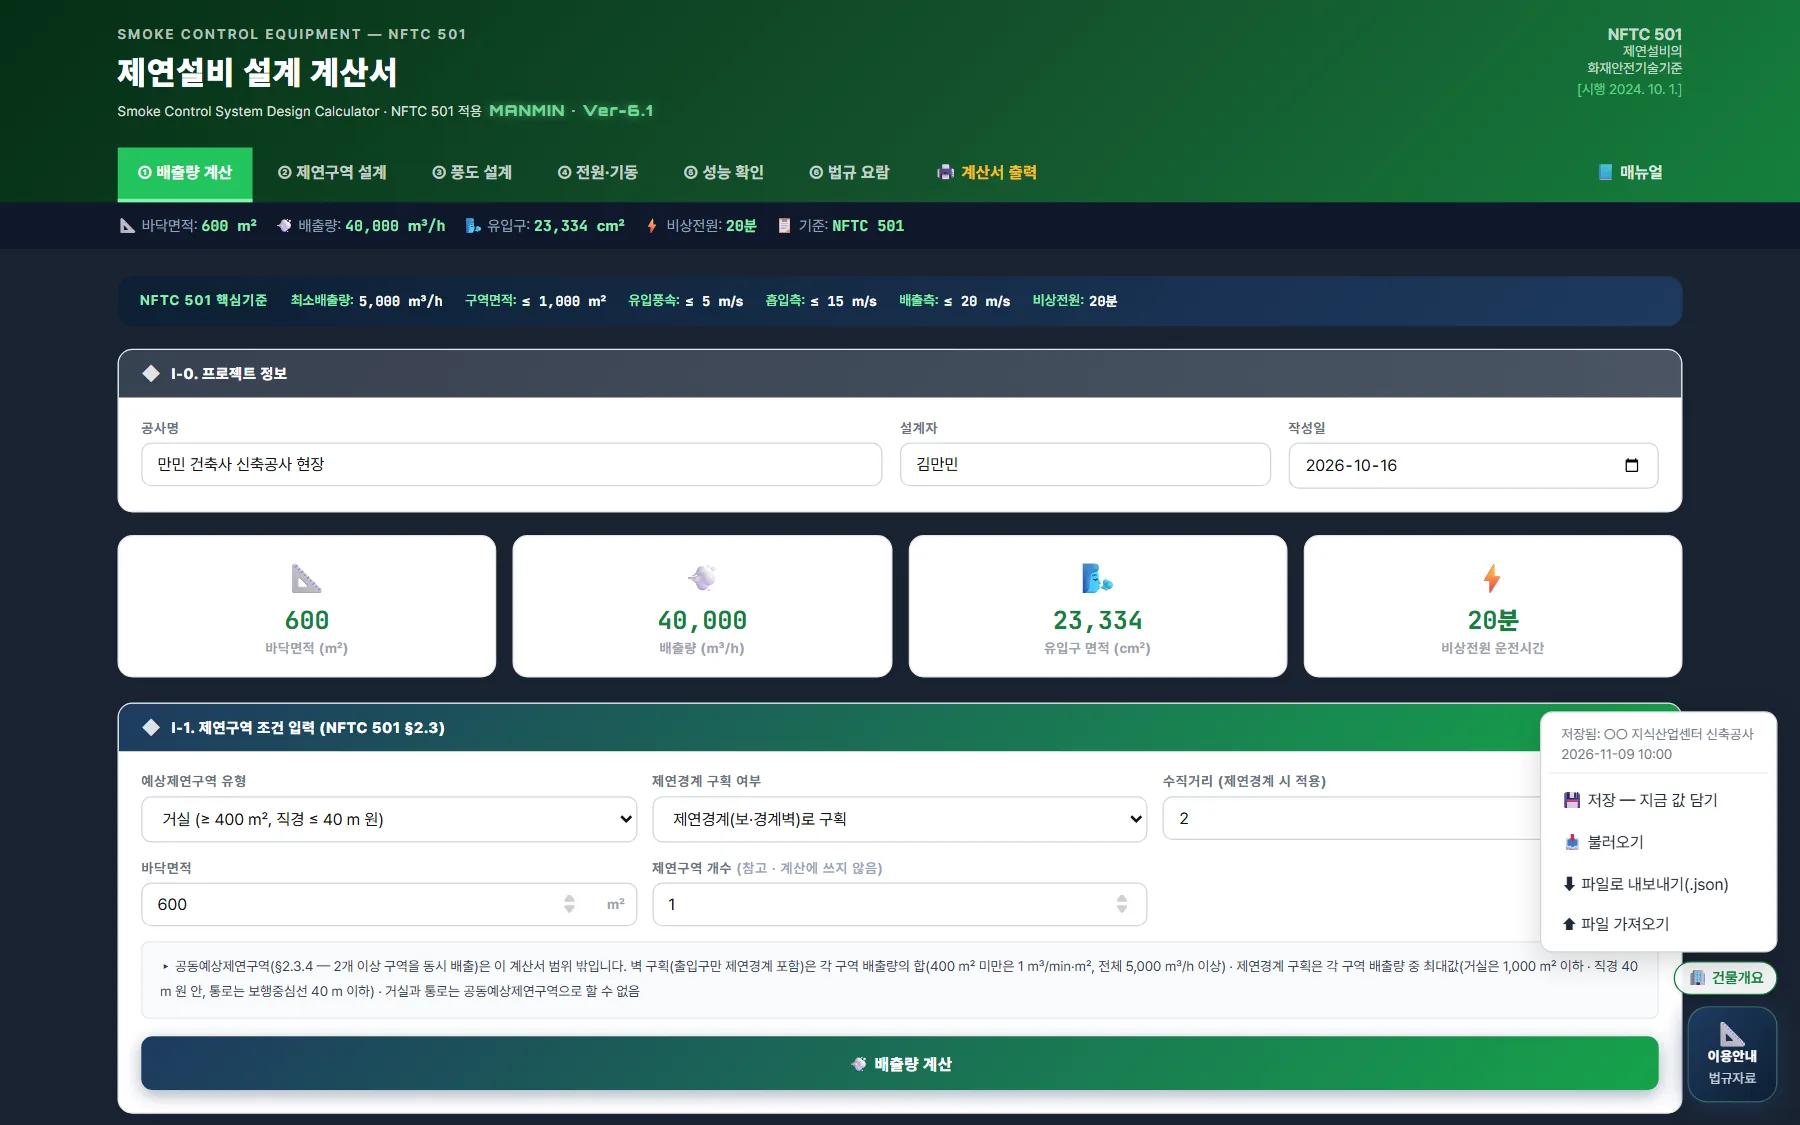 SMOKE CONTROL EQUIPMENT — NFTC 501
제연설비 설계 계산서
Smoke Control System Design Calculator · NFTC 501 적용 MANMIN · Ver-6.1
NFTC 501
제연설비의
화재안전기술기준
[시행 2024. 10. 1.]
① 배출량 계산
② 제연구역 설계
③ 풍도 설계
④ 전원·기동
⑤ 성능 확인
⑥ 법규 요람
계산서 출력
매뉴얼
바닥면적: 600 m² 배출량: 40,000 m³/h 유입구: 23,334 cm² 비상전원: 20분 기준: NFTC 501
NFTC 501 핵심기준 최소배출량: 5,000 m³/h 구역면적: ≤ 1,000 m² 유입풍속: ≤ 5 m/s 흡입측: ≤ 15 m/s 배출측: ≤ 20 m/s 비상전원: 20분
I-0. 프로젝트 정보
공사명
만민 건축사 신축공사 현장
설계자
김만민
작성일
2026-10-16
600
바닥면적 (m²)
40,000
배출량 (m³/h)
23,334
유입구 면적 (cm²)
20분
비상전원 운전시간
I-1. 제연구역 조건 입력 (NFTC 501 §2.3)
예상제연구역 유형
거실 (≥ 400 m², 직경 ≤ 40 m 원)
제연경계 구획 여부
제연경계(보·경계벽)로 구획
수직거리 (제연경계 시 적용)
2
바닥면적
600 m²
제연구역 개수 (참고 · 계산에 쓰지 않음)
1
‣ 공동예상제연구역(§2.3.4 — 2개 이상 구역을 동시 배출)은 이 계산서 범위 밖입니다. 벽 구획(출입구만 제연경계 포함)은 각 구역 배출량의 합(400 m² 미만은 1 m³/min·m², 전체 5,000 m³/h 이상) · 제연경계 구획은 각 구역 배출량 중 최대값(거실은 1,000 m² 이하 · 직경 40
m 원 안, 통로는 보행중심선 40 m 이하) · 거실과 통로는 공동예상제연구역으로 할 수 없음
배출량 계산
저장됨: ○○ 지식산업센터 신축공사
2026-11-09 10:00
저장 — 지금 값 담기
불러오기
⬇ 파일로 내보내기(.json)
⬆ 파일 가져오기
건물개요
이용안내
법규자료